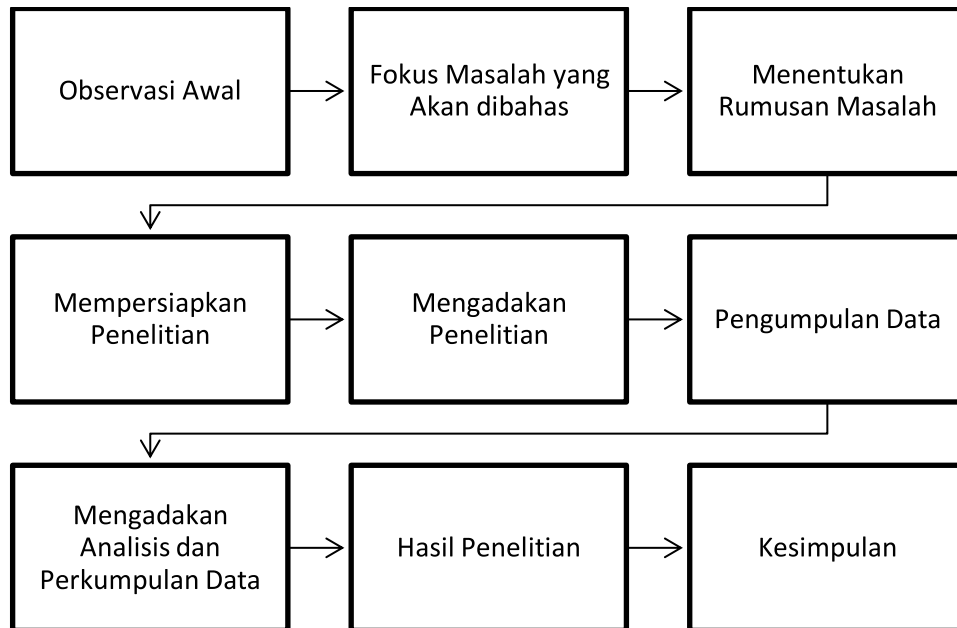 Observasi Awal
Fokus Masalah yang
Akan dibahas
Menentukan
Rumusan Masalah
Mempersiapkan
Penelitian
Mengadakan
Penelitian
Pengumpulan Data
Mengadakan
Analisis dan
Perkumpulan Data
Hasil Penelitian
Kesimpulan